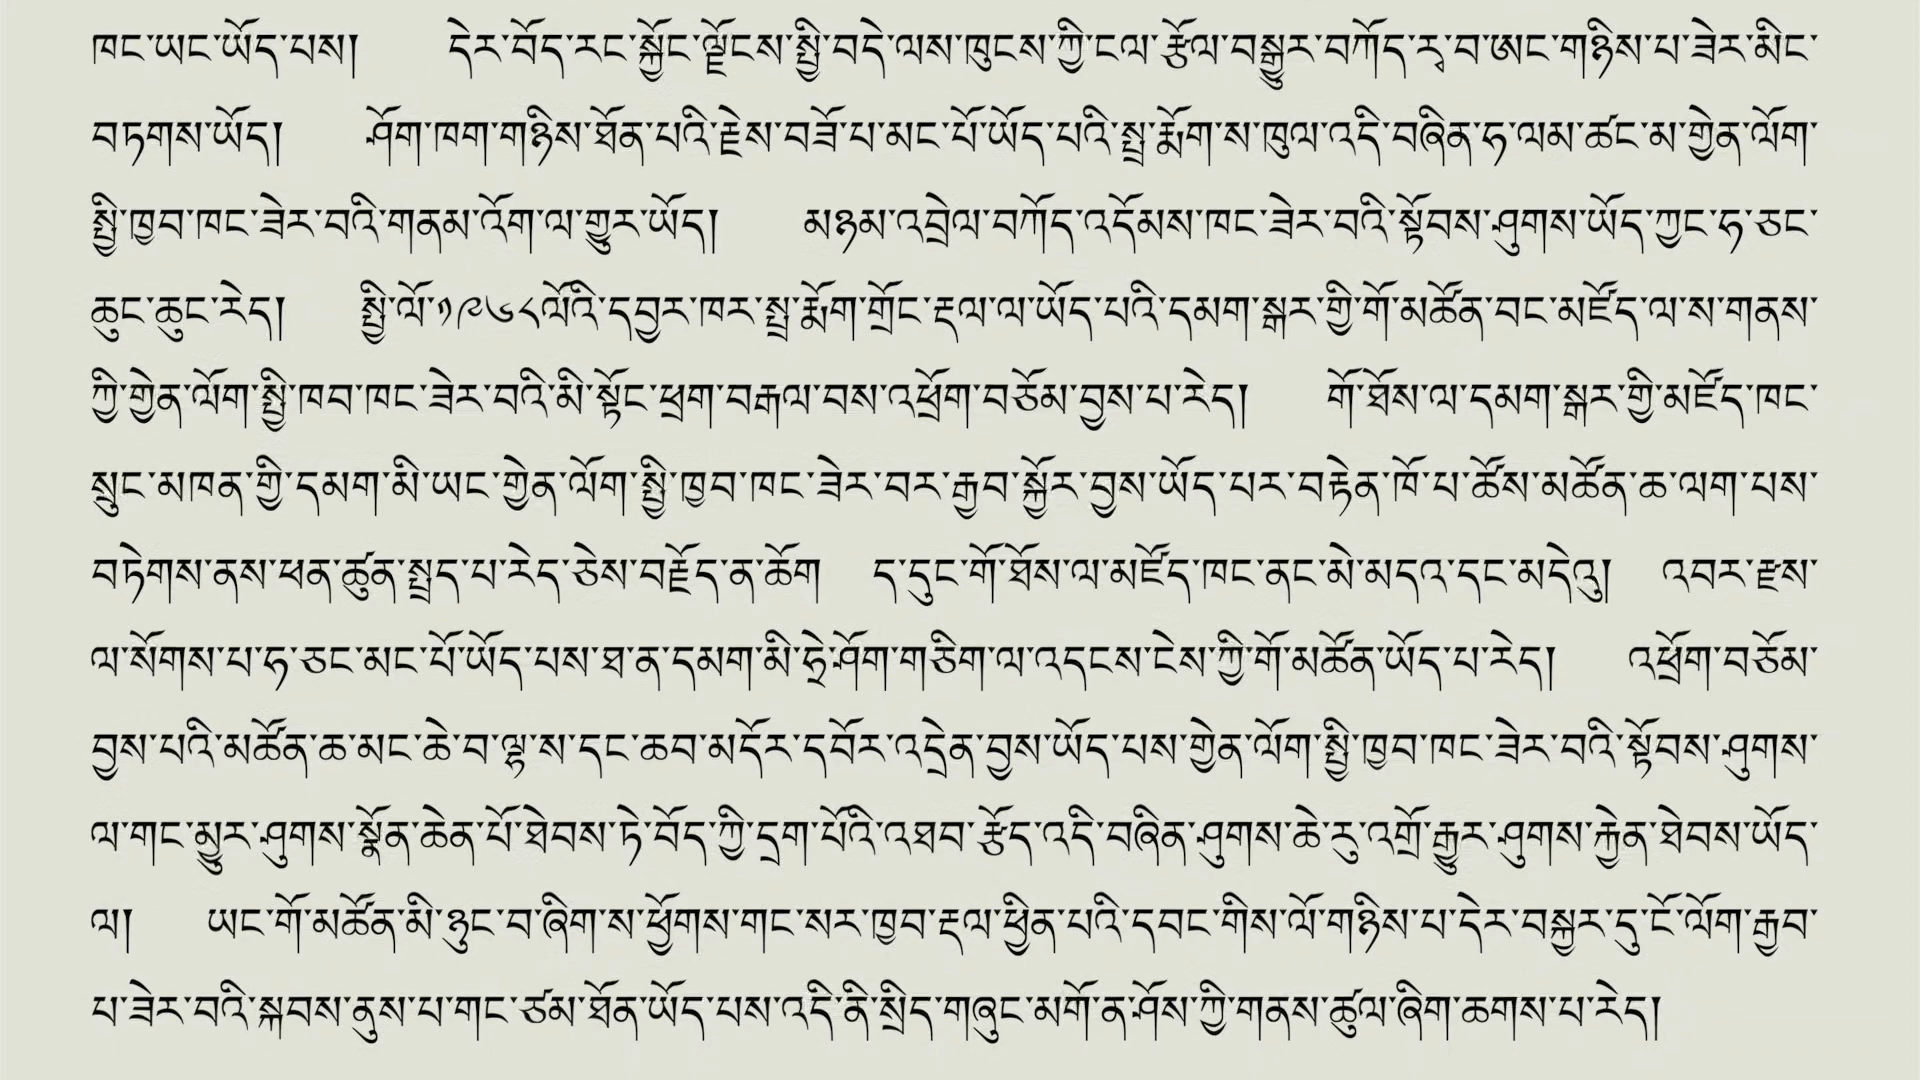 ཁང་ཡང་ཡོད་པས། དེར་བོད་རང་སྐྱོང་ལྗོངས་སྤྱི་བདེ་ལས་ཁུངས་ཀྱི་ངལ་རྩོལ་བསྒྱུར་བཀོད་རྭ་བ་ཨང་གཉིས་པ་ཟེར་མིང་
བཏགས་ཡོད། ཤོག་ཁག་གཉིས་ཐོན་པའི་རྗེས་བཟོ་པ་མང་པོ་ཡོད་པའི་སྤྲ་རྨོག་ས་ཁུལ་འདི་བཞིན་ཧ་ལམ་ཚང་མ་གྱེན་ལོག་
སྤྱི་ཁྱབ་ཁང་ཟེར་བའི་གནམ་འོག་ལ་གྱུར་ཡོད། མཉམ་འབྲེལ་བཀོད་འདོམས་ཁང་ཟེར་བའི་སྟོབས་ཤུགས་ཡོད་ཀྱང་ཧ་ཅང་
ཆུང་ཆུང་རེད། སྤྱི་ལོ་༡༩༦༨ལོའི་དབྱར་ཁར་སྤྲ་རྨོག་གྲོང་རྡལ་ལ་ཡོད་པའི་དམག་སྒར་གྱི་གོ་མཚོན་བང་མཛོད་ལ་ས་གནས་
ཀྱི་གྱེན་ལོག་སྤྱི་ཁབ་ཁང་ཟེར་བའི་མི་སྟོང་ཕྲག་བརྒལ་བས་འཕྲོག་བཅོམ་བྱས་པ་རེད། གོ་ཐོས་ལ་དམག་སྒར་གྱི་མཛོད་ཁང་
སྲུང་མཁན་གྱི་དམག་མི་ཡང་གྱེན་ལོག་སྤྱི་ཁྱབ་ཁང་ཟེར་བར་རྒྱབ་སྐྱོར་བྱས་ཡོད་པར་བརྟེན་ཁོ་པ་ཚོས་མཚོན་ཆ་ལག་པས་
བཏེགས་ནས་ཕན་ཚུན་སྤྲད་པ་རེད་ཅེས་བརྗོད་ན་ཆོག ད་དུང་གོ་ཐོས་ལ་མཛོད་ཁང་ནང་མེ་མདའ་དང་མདེའུ། འབར་རྫས་
ལ་སོགས་པ་ཧ་ཅང་མང་པོ་ཡོད་པས་ཐ་ན་དམག་མི་ཧྲེ་ཤོག་གཅིག་ལ་འདངས་ངེས་ཀྱི་གོ་མཚོན་ཡོད་པ་རེད། འཕྲོག་བཅོམ་
བྱས་པའི་མཚོན་ཆ་མང་ཆེ་བ་ལྷ་ས་དང་ཆབ་མདོར་དབོར་འདྲེན་བྱས་ཡོད་པས་གྱེན་ལོག་སྤྱི་ཁྱབ་ཁང་ཟེར་བའི་སྟོབས་ཤུགས་
ལ་གང་མྱུར་ཤུགས་སྣོན་ཆེན་པོ་ཐེབས་ཏེ་བོད་ཀྱི་དྲག་པོའི་འཐབ་རྩོད་འདི་བཞིན་ཤུགས་ཆེ་རུ་འགྲོ་རྒྱུར་ཤུགས་རྐྱེན་ཐེབས་ཡོད་
ལ། ཡང་གོ་མཚོན་མི་ཉུང་བ་ཞིག་ས་ཕྱོགས་གང་སར་ཁྱབ་རྡལ་ཕྱིན་པའི་དབང་གིས་ལོ་གཉིས་པ་དེར་བསྐྱར་དུ་ངོ་ལོག་རྒྱབ་
པ་ཟེར་བའི་སྐབས་ནུས་པ་གང་ཙམ་ཐོན་ཡོད་པས་འདི་ནི་སྲིད་གཞུང་མགོ་ན་ཤོས་ཀྱི་གནས་ཚུལ་ཞིག་ཆགས་པ་རེད།